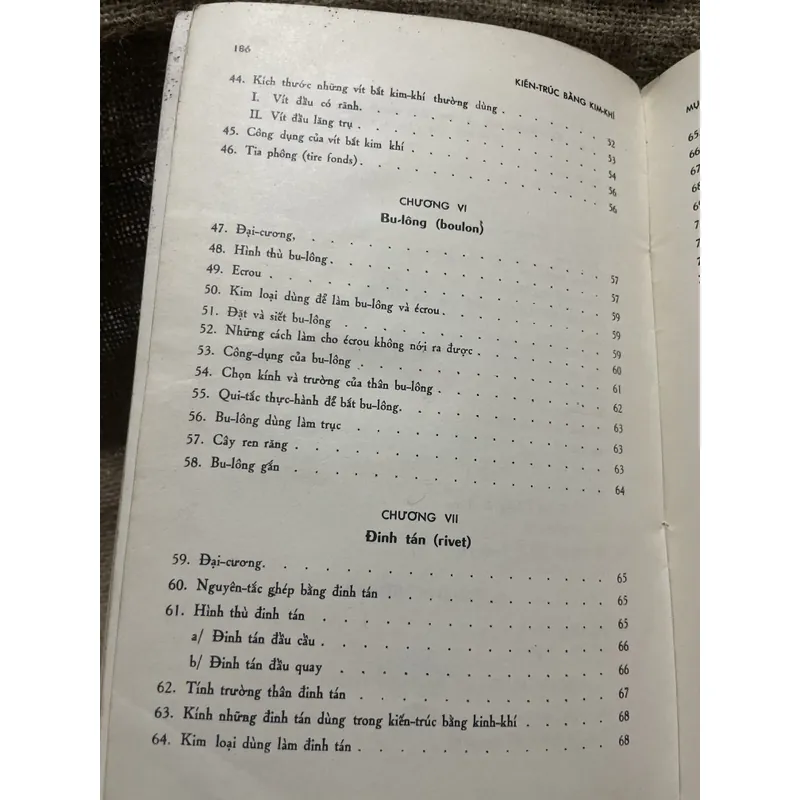 186
KIẾN-TRÚC BẰNG KIM-KHÍ
44. Kích thước những vít bắt kim-khí thường dùng . . . . . . . 52
I. Vít đầu có rãnh. . . . . . . . . . . . 53
II. Vít đầu lăng trụ . . . . . . . . . . . . 54
45. Công dụng của vít bắt kim khí . . . . . . . . . . 56
46. Tia phông (tire fonds) . . . . . . . . . . . . 56
CHƯƠNG VI
Bu-lông (boulon)
47. Đại-cương, . . . . . . . . . . . . 57
48. Hình thù bu-lông . . . . . . . . . . . . 57
49. Ecrou . . . . . . . . . . . . 59
50. Kim loại dùng để làm bu-lông và écrou . . . . . . . . 59
51. Đặt và siết bu-lông . . . . . . . . . . . . 59
52. Những cách làm cho écrou không nới ra được . . . . . . . 60
53. Công-dụng của bu-lông . . . . . . . . . . . . 61
54. Chọn kính và trường của thân bu-lông . . . . . . . . 62
55. Qui-tắc thực-hành để bắt bu-lông. . . . . . . . . . 63
56. Bu-lông dùng làm trục . . . . . . . . . . . . 63
57. Cây ren răng . . . . . . . . . . . . 63
58. Bu-lông gắn . . . . . . . . . . . . 64
CHƯƠNG VII
Đinh tán (rivet)
59. Đại-cương. . . . . . . . . . . . . 65
60. Nguyên-tắc ghép bằng đinh tán . . . . . . . . . . 65
61. Hình thù đinh tán . . . . . . . . . . . . 65
a/ Đinh tán đầu cầu . . . . . . . . . . . . 66
b/ Đinh tán đầu quay . . . . . . . . . . . . 66
62. Tính trường thân đinh tán . . . . . . . . . . . 67
63. Kính những đinh tán dùng trong kiến-trúc bằng kinh-khí . . . . . 68
64. Kim loại dùng làm đinh tán . . . . . . . . . . . 68
MỤ
65
66
67
68
69